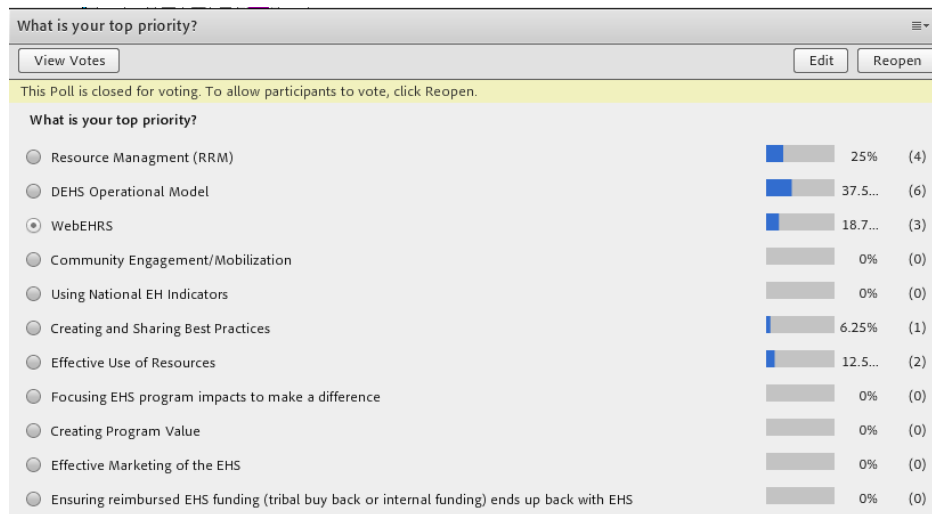 What is your top priority?
View Votes Edit Reopen
This Poll is closed for voting. To allow participants to vote, click Reopen.
What is your top priority?
Resource Managment (RRM) 25% (4)
DEHS Operational Model 37.5... (6)
WebEHRS 18.7... (3)
Community Engagement/Mobilization 0% (0)
Using National EH Indicators 0% (0)
Creating and Sharing Best Practices 6.25% (1)
Effective Use of Resources 12.5... (2)
Focusing EHS program impacts to make a difference 0% (0)
Creating Program Value 0% (0)
Effective Marketing of the EHS 0% (0)
Ensuring reimbursed EHS funding (tribal buy back or internal funding) ends up back with EHS 0% (0)